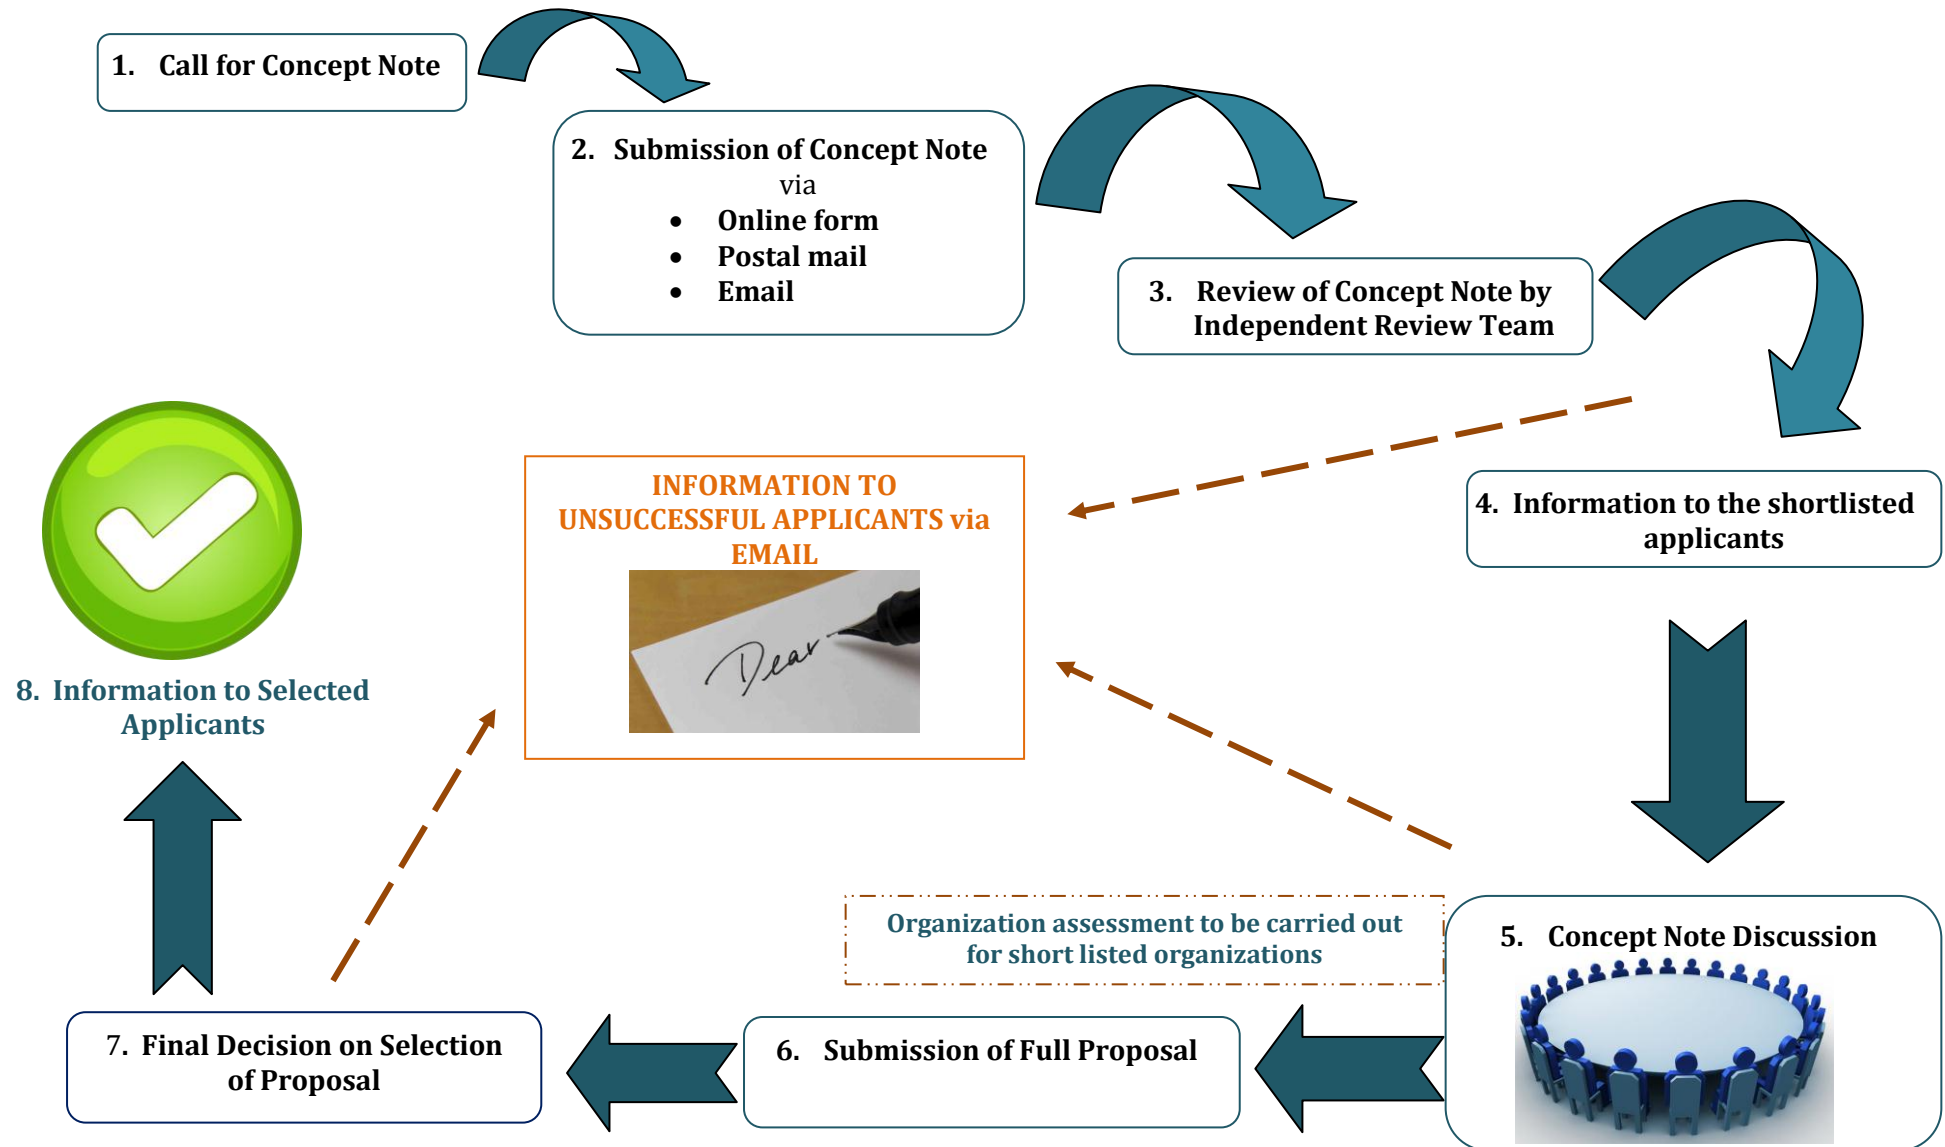 1. Call for Concept Note
2. Submission of Concept Note
via
• Online form
• Postal mail
• Email
3. Review of Concept Note by
Independent Review Team
4. Information to the shortlisted
applicants
INFORMATION TO
UNSUCCESSFUL APPLICANTS via
EMAIL
Dear
8. Information to Selected
Applicants
Organization assessment to be carried out
for short listed organizations
5. Concept Note Discussion
6. Submission of Full Proposal
7. Final Decision on Selection
of Proposal